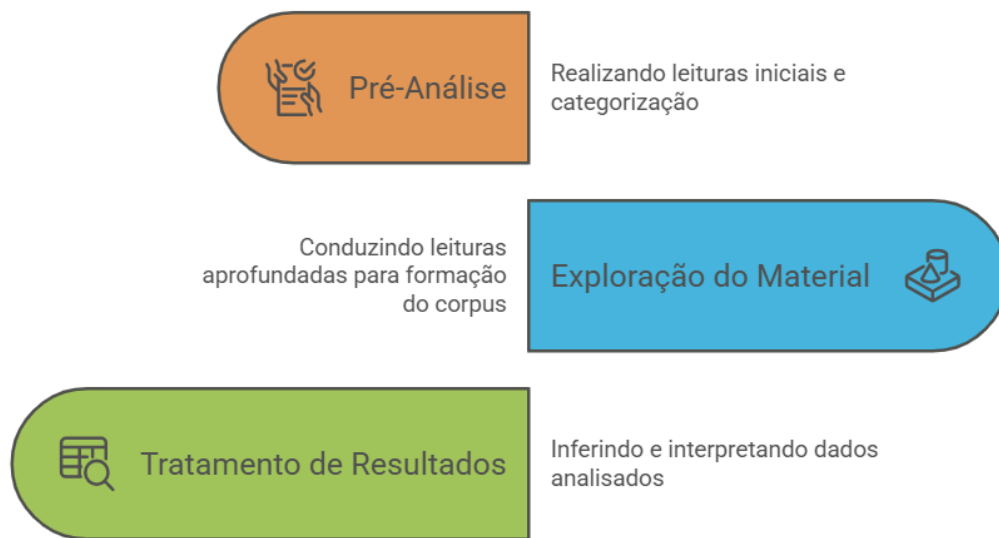 Pré-Análise
Realizando leituras iniciais e
categorização
Conduzindo leituras
aprofundadas para formação
do corpus
Exploração do Material
Tratamento de Resultados
Inferindo e interpretando dados
analisados